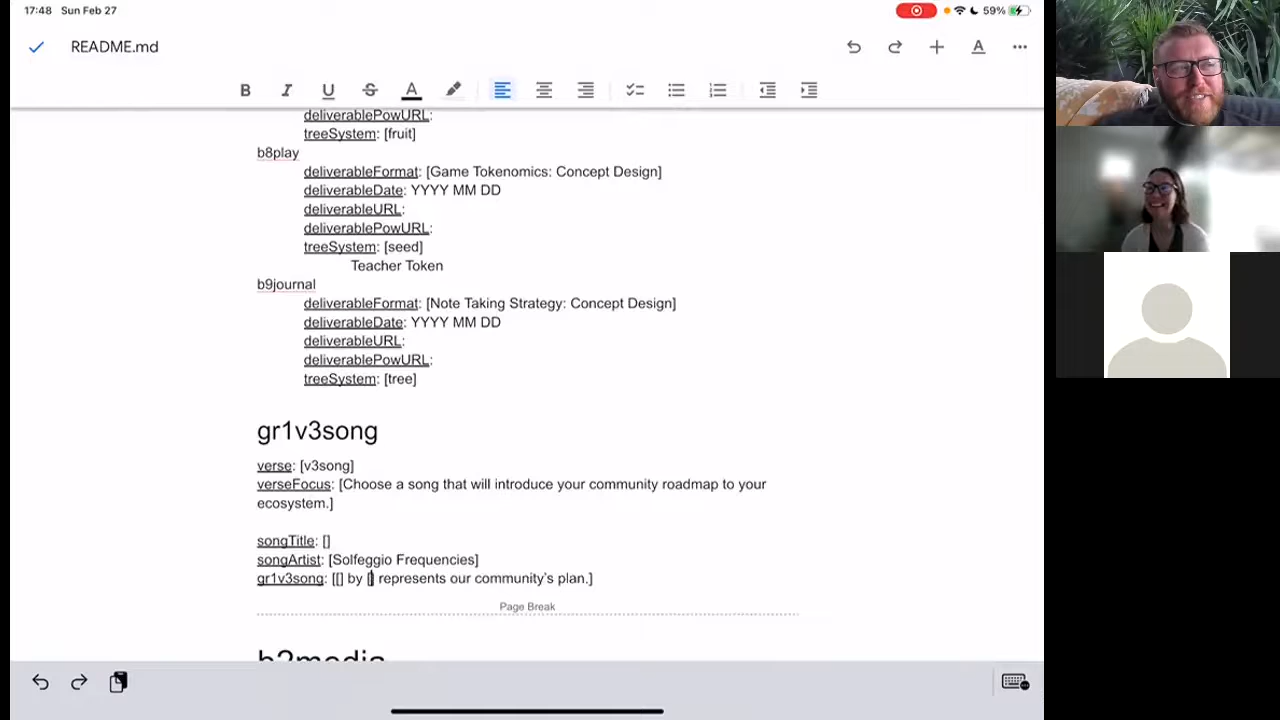 17:48 Sun Feb 27
59%
README.md
B I U S A
deliverablePowURL:
treeSystem: [fruit]
b8play
deliverableFormat: [Game Tokenomics: Concept Design]
deliverableDate: YYYY MM DD
deliverableURL:
deliverablePowURL:
treeSystem: [seed]
Teacher Token
b9journal
deliverableFormat: [Note Taking Strategy: Concept Design]
deliverableDate: YYYY MM DD
deliverableURL:
deliverablePowURL:
treeSystem: [tree]
gr1v3song
verse: [v3song]
verseFocus: [Choose a song that will introduce your community roadmap to your
ecosystem.]
songTitle: []
songArtist: [Solfeggio Frequencies]
gr1v3song: [[] by [] represents our community’s plan.]
Page Break
b2media